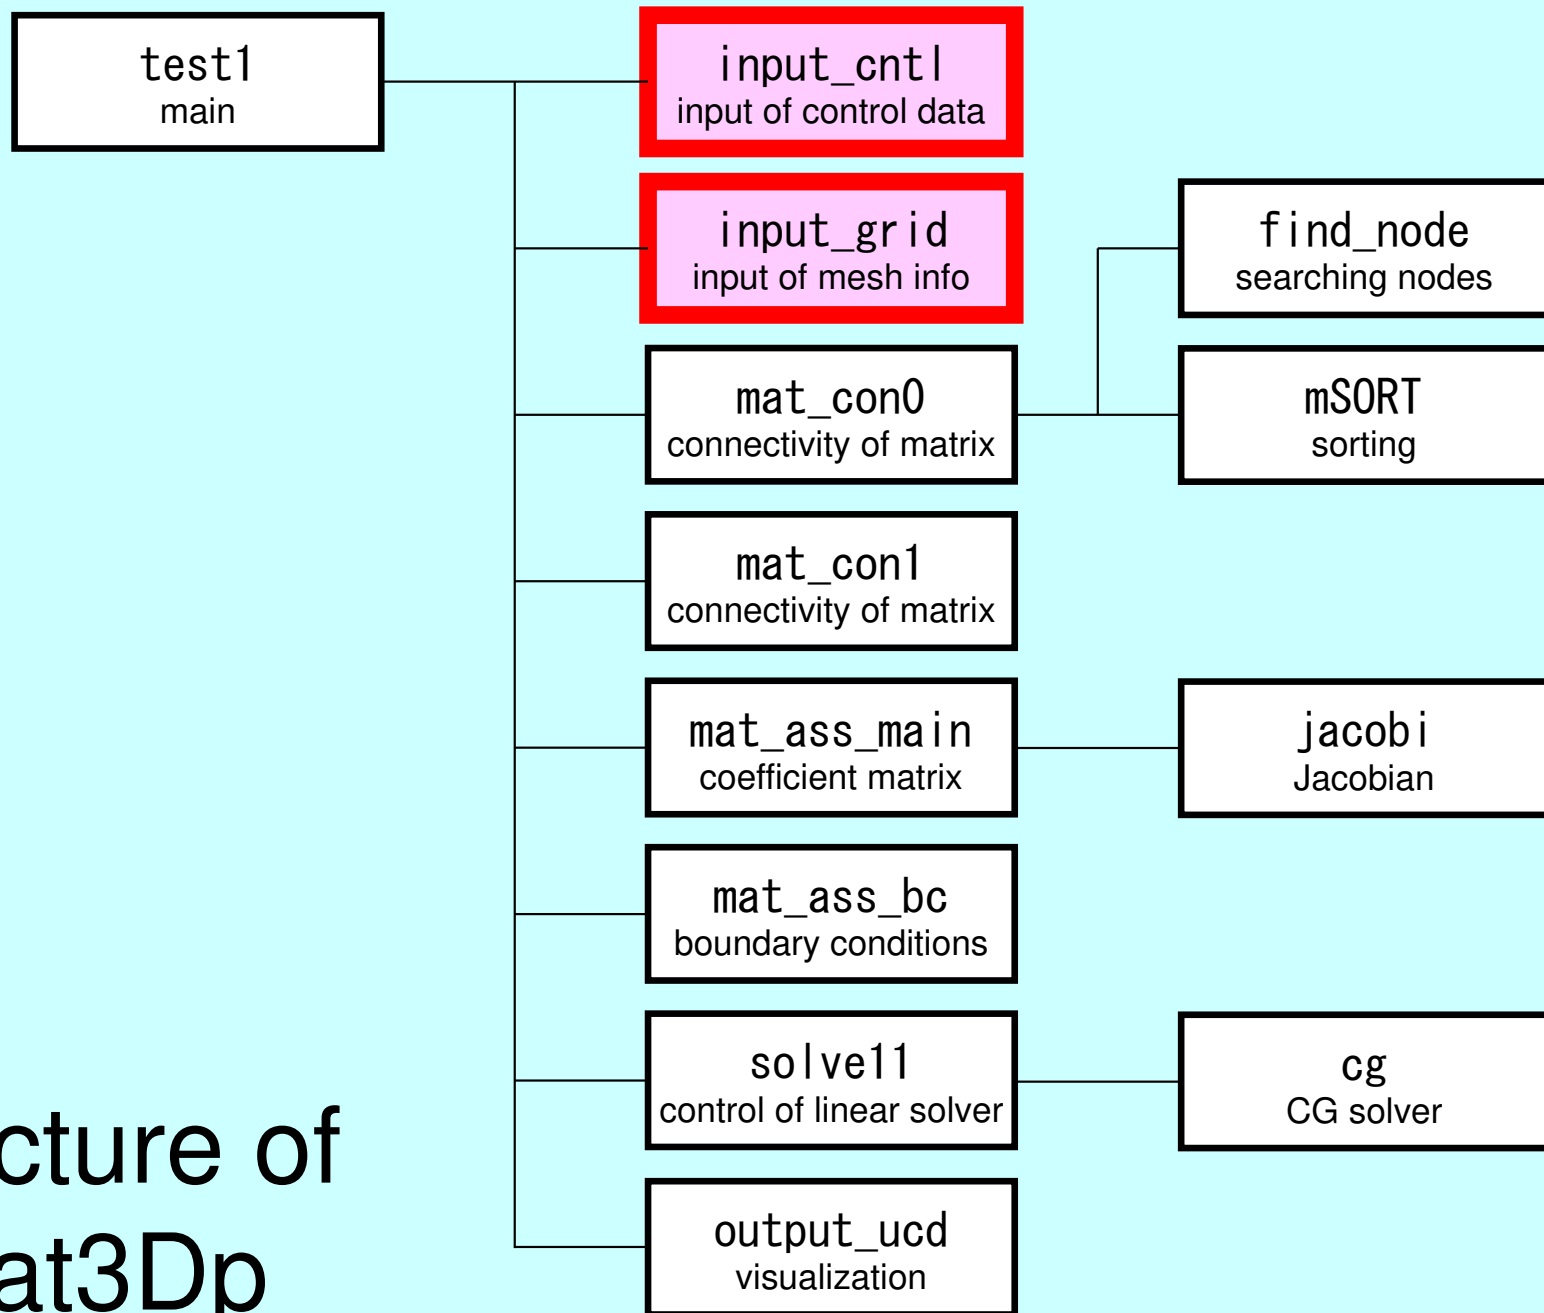 test1
main
input_cntl
input of control data
input_grid
input of mesh info
find_node
searching nodes
mat_con0
connectivity of matrix
mSORT
sorting
mat_con1
connectivity of matrix
mat_ass_main
coefficient matrix
jacobi
Jacobian
mat_ass_bc
boundary conditions
solve11
control of linear solver
cg
CG solver
output_ucd
visualization
cture of
at3Dp